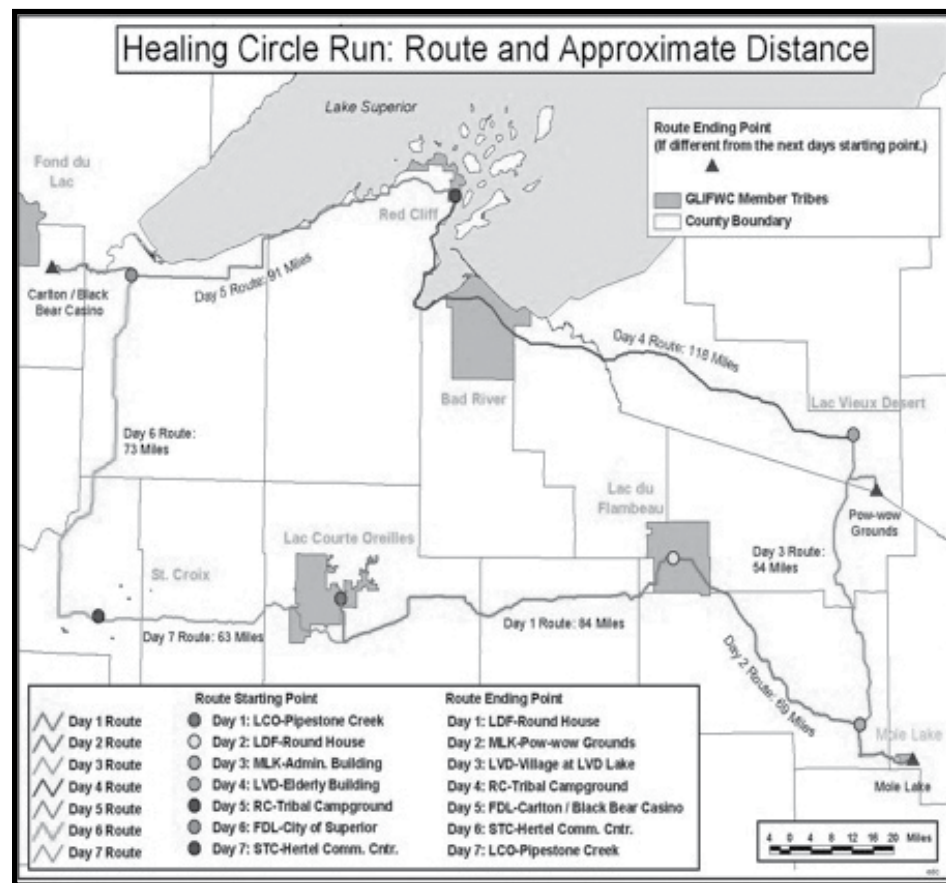 Healing Circle Run: Route and Approximate Distance
Lake Superior
Route Ending Point
(If different from the next days starting point.)
GLIFWC Member Tribes
County Boundary
Fond du
Lac
Red Cliff
Carlton / Black
Bear Casino
Day 5 Route: 91 Miles
Day 4 Route: 118 Miles
Bad River
Lac Vieux Desert
Day 6 Route:
73 Miles
Lac du
Flambeau
Pow-wow
Grounds
Lac Courte Oreilles
Day 3 Route:
54 Miles
St. Croix
Day 7 Route: 63 Miles
Day 1 Route: 84 Miles
Day 2 Route: 69 Miles
Mole Lake
Mole Lake
Route Starting Point
Route Ending Point
Day 1 Route
Day 1: LCO-Pipestone Creek
Day 1: LDF-Round House
Day 2 Route
Day 2: LDF-Round House
Day 2: MLK-Pow-wow Grounds
Day 3 Route
Day 3: MLK-Admin. Building
Day 3: LVD-Village at LVD Lake
Day 4 Route
Day 4: LVD-Elderly Building
Day 4: RC-Tribal Campground
Day 5 Route
Day 5: RC-Tribal Campground
Day 5: FDL-Carlton / Black Bear Casino
Day 6 Route
Day 6: FDL-City of Superior
Day 6: STC-Hertel Comm. Cntr.
Day 7 Route
Day 7: STC-Hertel Comm. Cntr.
Day 7: LCO-Pipestone Creek
4 0 4 8 12 16 20 Miles